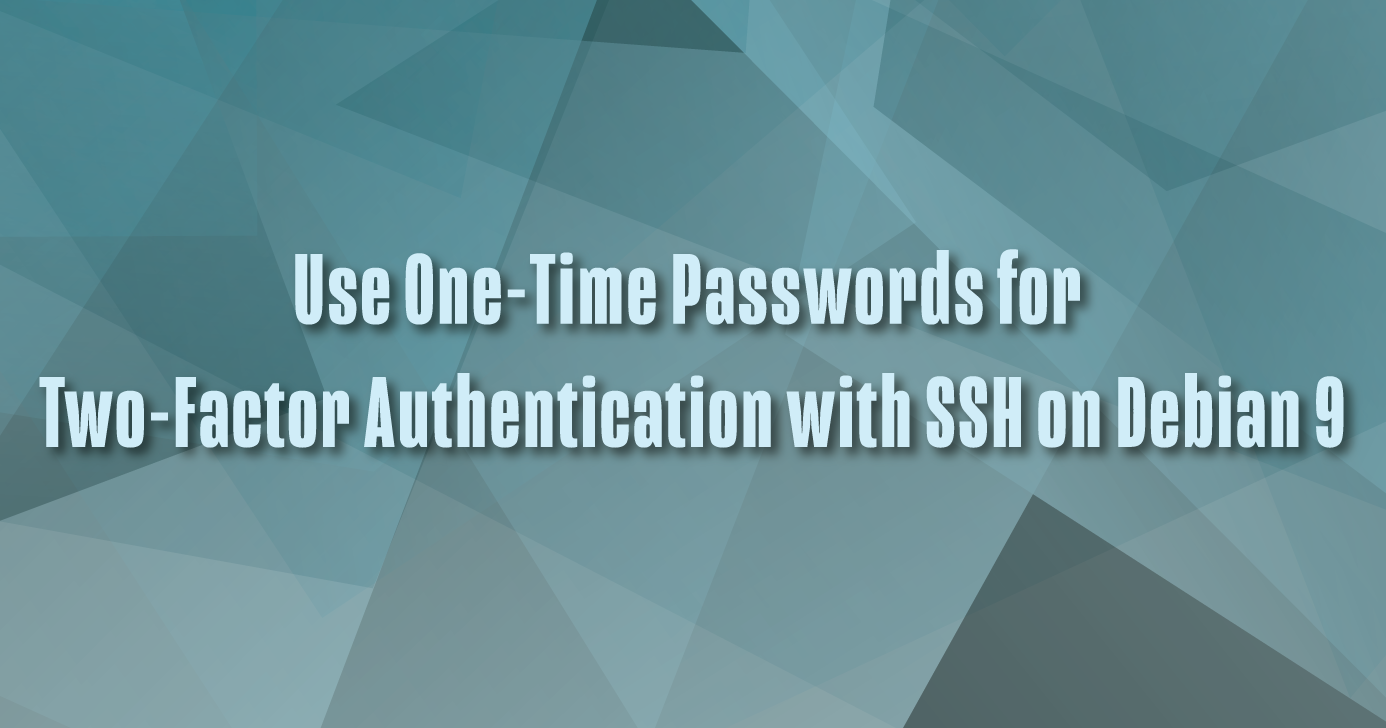 Use One-Time Passwords for
Two-Factor Authentication with SSH on Debian 9